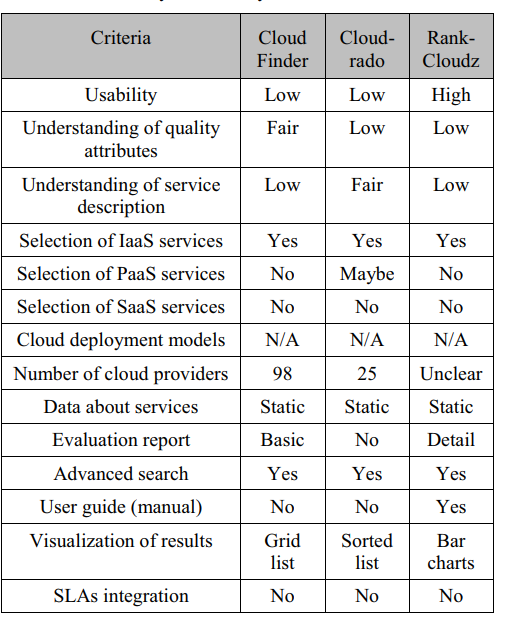 Criteria Cloud Finder Cloud-rado Rank-Cloudz
Usability Low Low High
Understanding of quality attributes Fair Low Low
Understanding of service description Low Fair Low
Selection of IaaS services Yes Yes Yes
Selection of PaaS services No Maybe No
Selection of SaaS services No No No
Cloud deployment models N/A N/A N/A
Number of cloud providers 98 25 Unclear
Data about services Static Static Static
Evaluation report Basic No Detail
Advanced search Yes Yes Yes
User guide (manual) No No Yes
Visualization of results Grid list Sorted list Bar charts
SLAs integration No No No